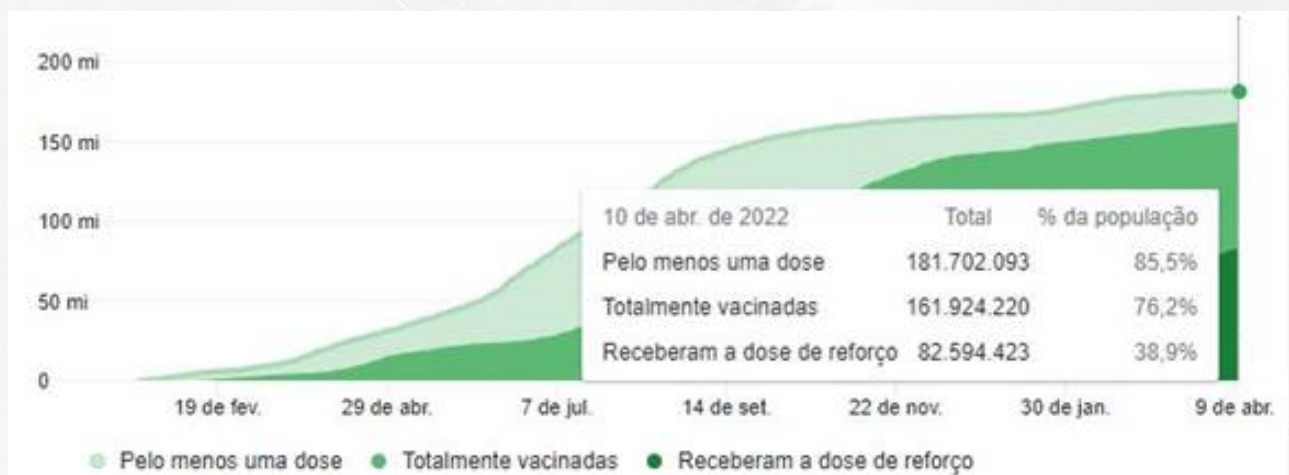 200 mi
150 mi
100 mi
50 mi
0
10 de abr. de 2022 Total % da população
Pelo menos uma dose 181.702.093 85,5%
Totalmente vacinadas 161.924.220 76,2%
Receberam a dose de reforço 82.594.423 38,9%
19 de fev. 29 de abr. 7 de jul. 14 de set. 22 de nov. 30 de jan. 9 de abr.
Pelo menos uma dose Totalmente vacinadas Receberam a dose de reforço